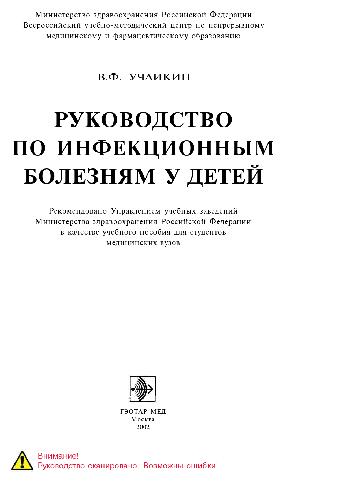 Министерство здравоохранения Российской Федерации
Всероссийский учебно-методический центр по непрерывному
медицинскому и фармацевтическому образованию
В.Ф. УЧАЙКИН
РУКОВОДСТВО
ПО ИНФЕКЦИОННЫМ
БОЛЕЗНЯМ У ДЕТЕЙ
Рекомендовано Управлением учебных заведений
Министерства здравоохранения Российской Федерации
в качестве учебного пособия для студентов
медицинских вузов
ГЭОТАР МЕД
Москва
2002
Внимание!
Руководство сканировано. Возможны ошибки